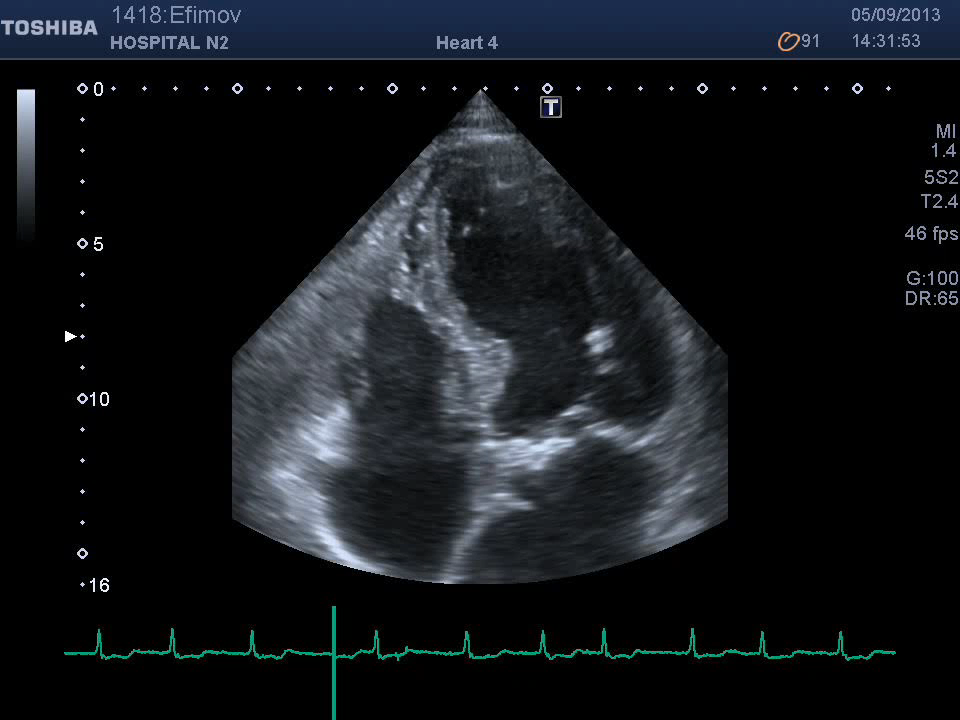 TOSHIBA
1418:Efimov
HOSPITAL N2
Heart 4
91
05/09/2013
14:31:53
T
0
5
10
16
MI
1.4
5S2
T2.4
46 fps
G:100
DR:65